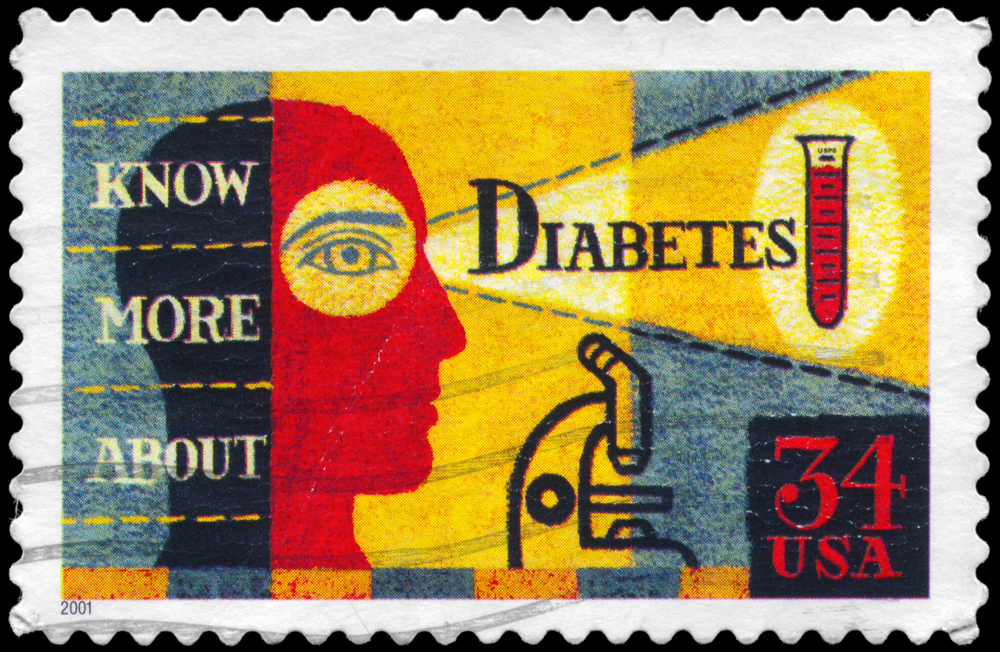 KNOW
MORE
ABOUT
DIABETES
USPS
34
USA
2001